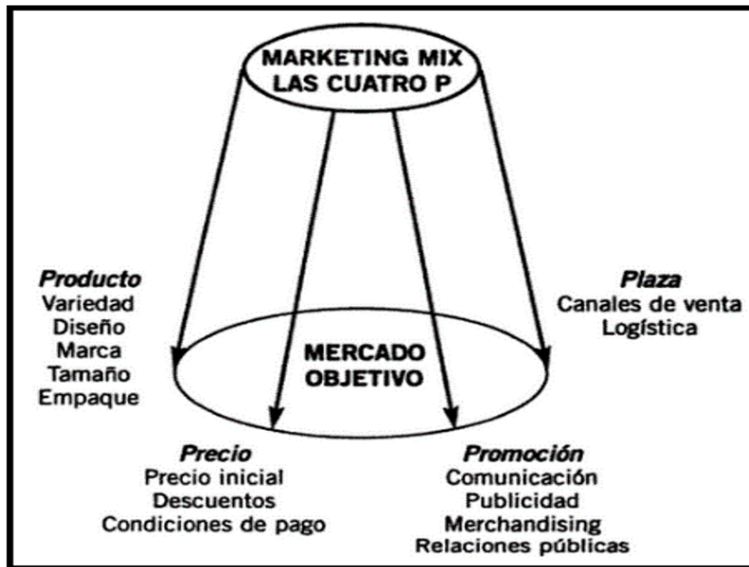 MARKETING MIX
LAS CUATRO P
Producto
Variedad
Diseño
Marca
Tamaño
Empaque
Plaza
Canales de venta
Logística
MERCADO
OBJETIVO
Precio
Precio inicial
Descuentos
Condiciones de pago
Promoción
Comunicación
Publicidad
Merchandising
Relaciones públicas